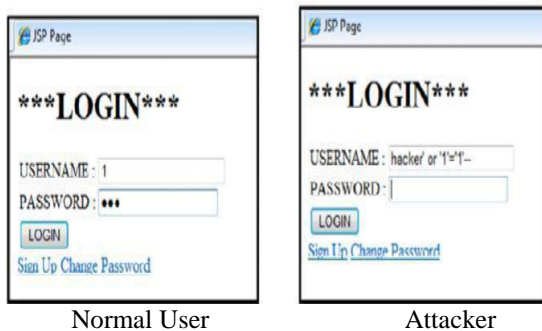 JSP Page
***LOGIN***
USERNAME : 1
PASSWORD : •••
LOGIN
Sign Up Change Password
Normal User
JSP Page
***LOGIN***
USERNAME : hacker' or '1'='1'--
PASSWORD :
LOGIN
Sign Up Change Password
Attacker